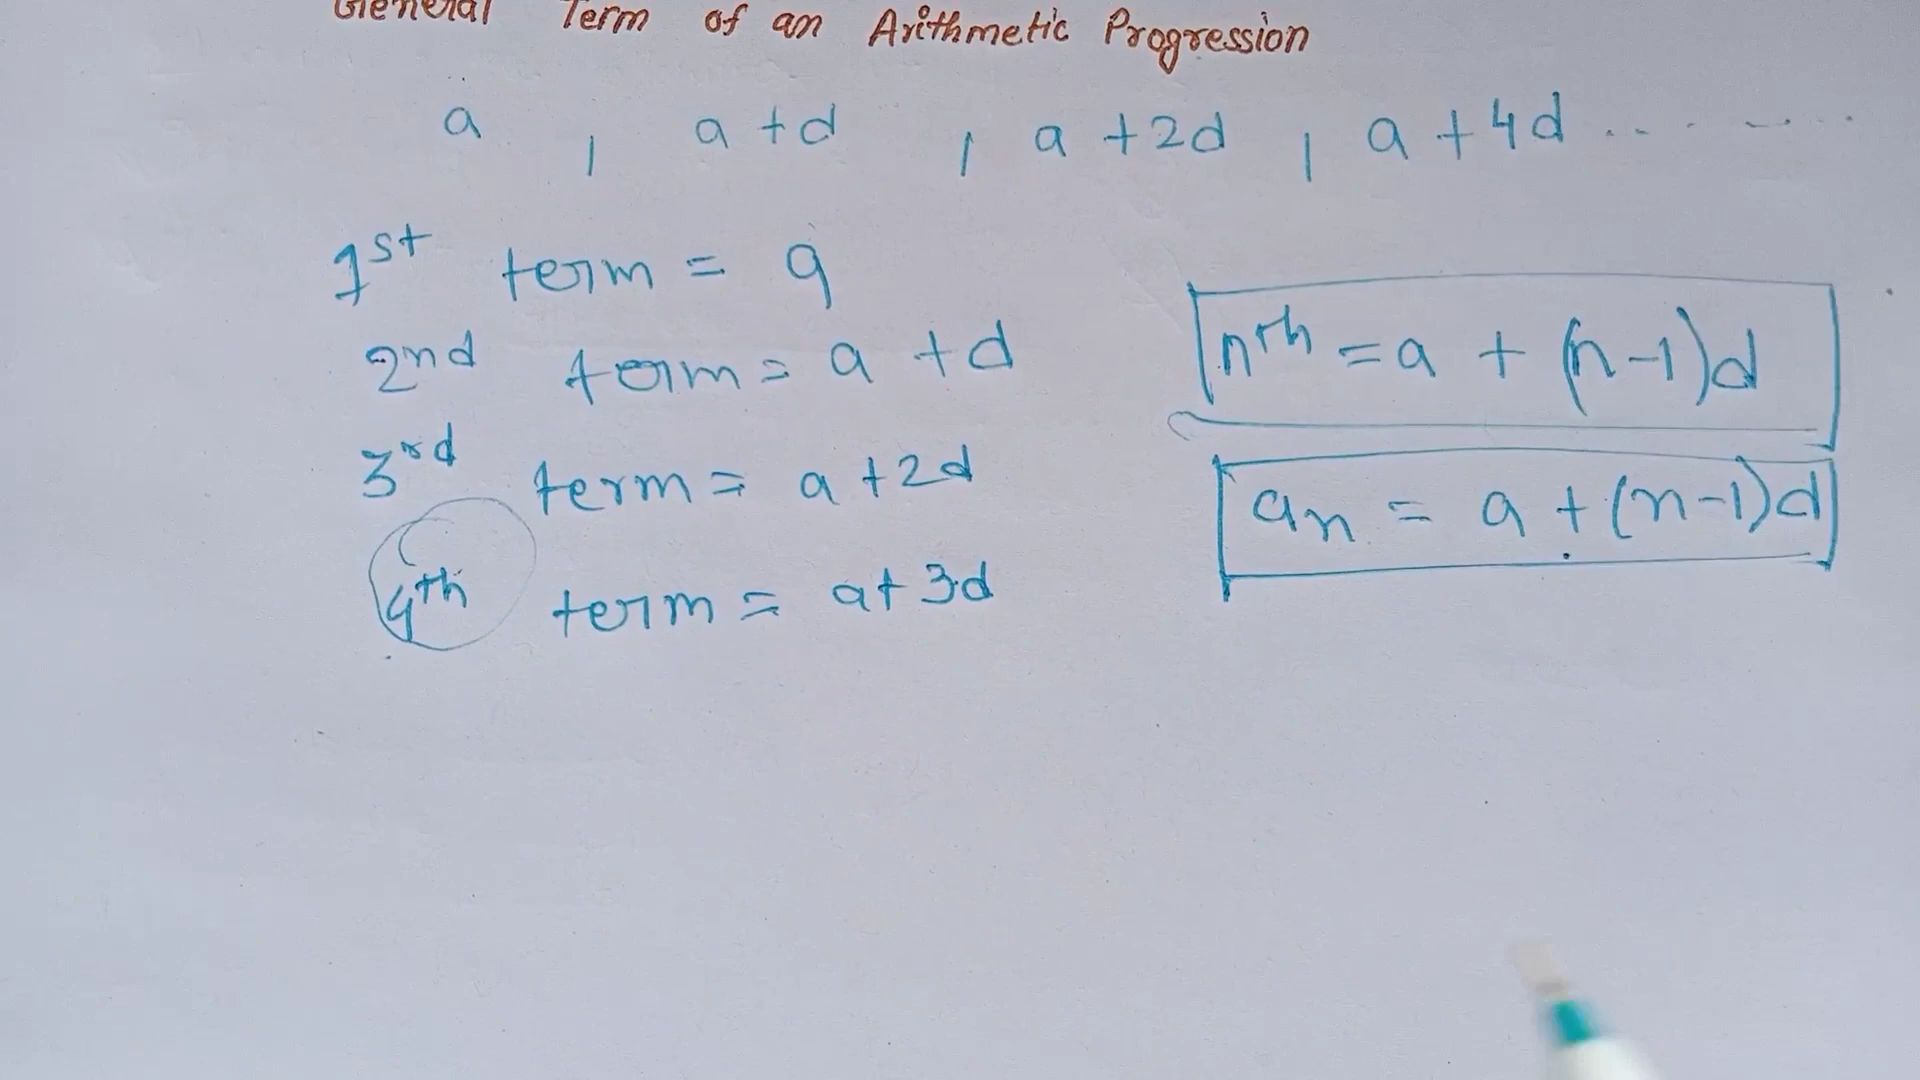 General Term of an Arithmetic Progression
a , a + d , a + 2d , a + 4d ........
1st term = a
2nd term = a + d
3rd term = a + 2d
4th term = a + 3d
nth = a + (n-1)d
an = a + (n-1)d